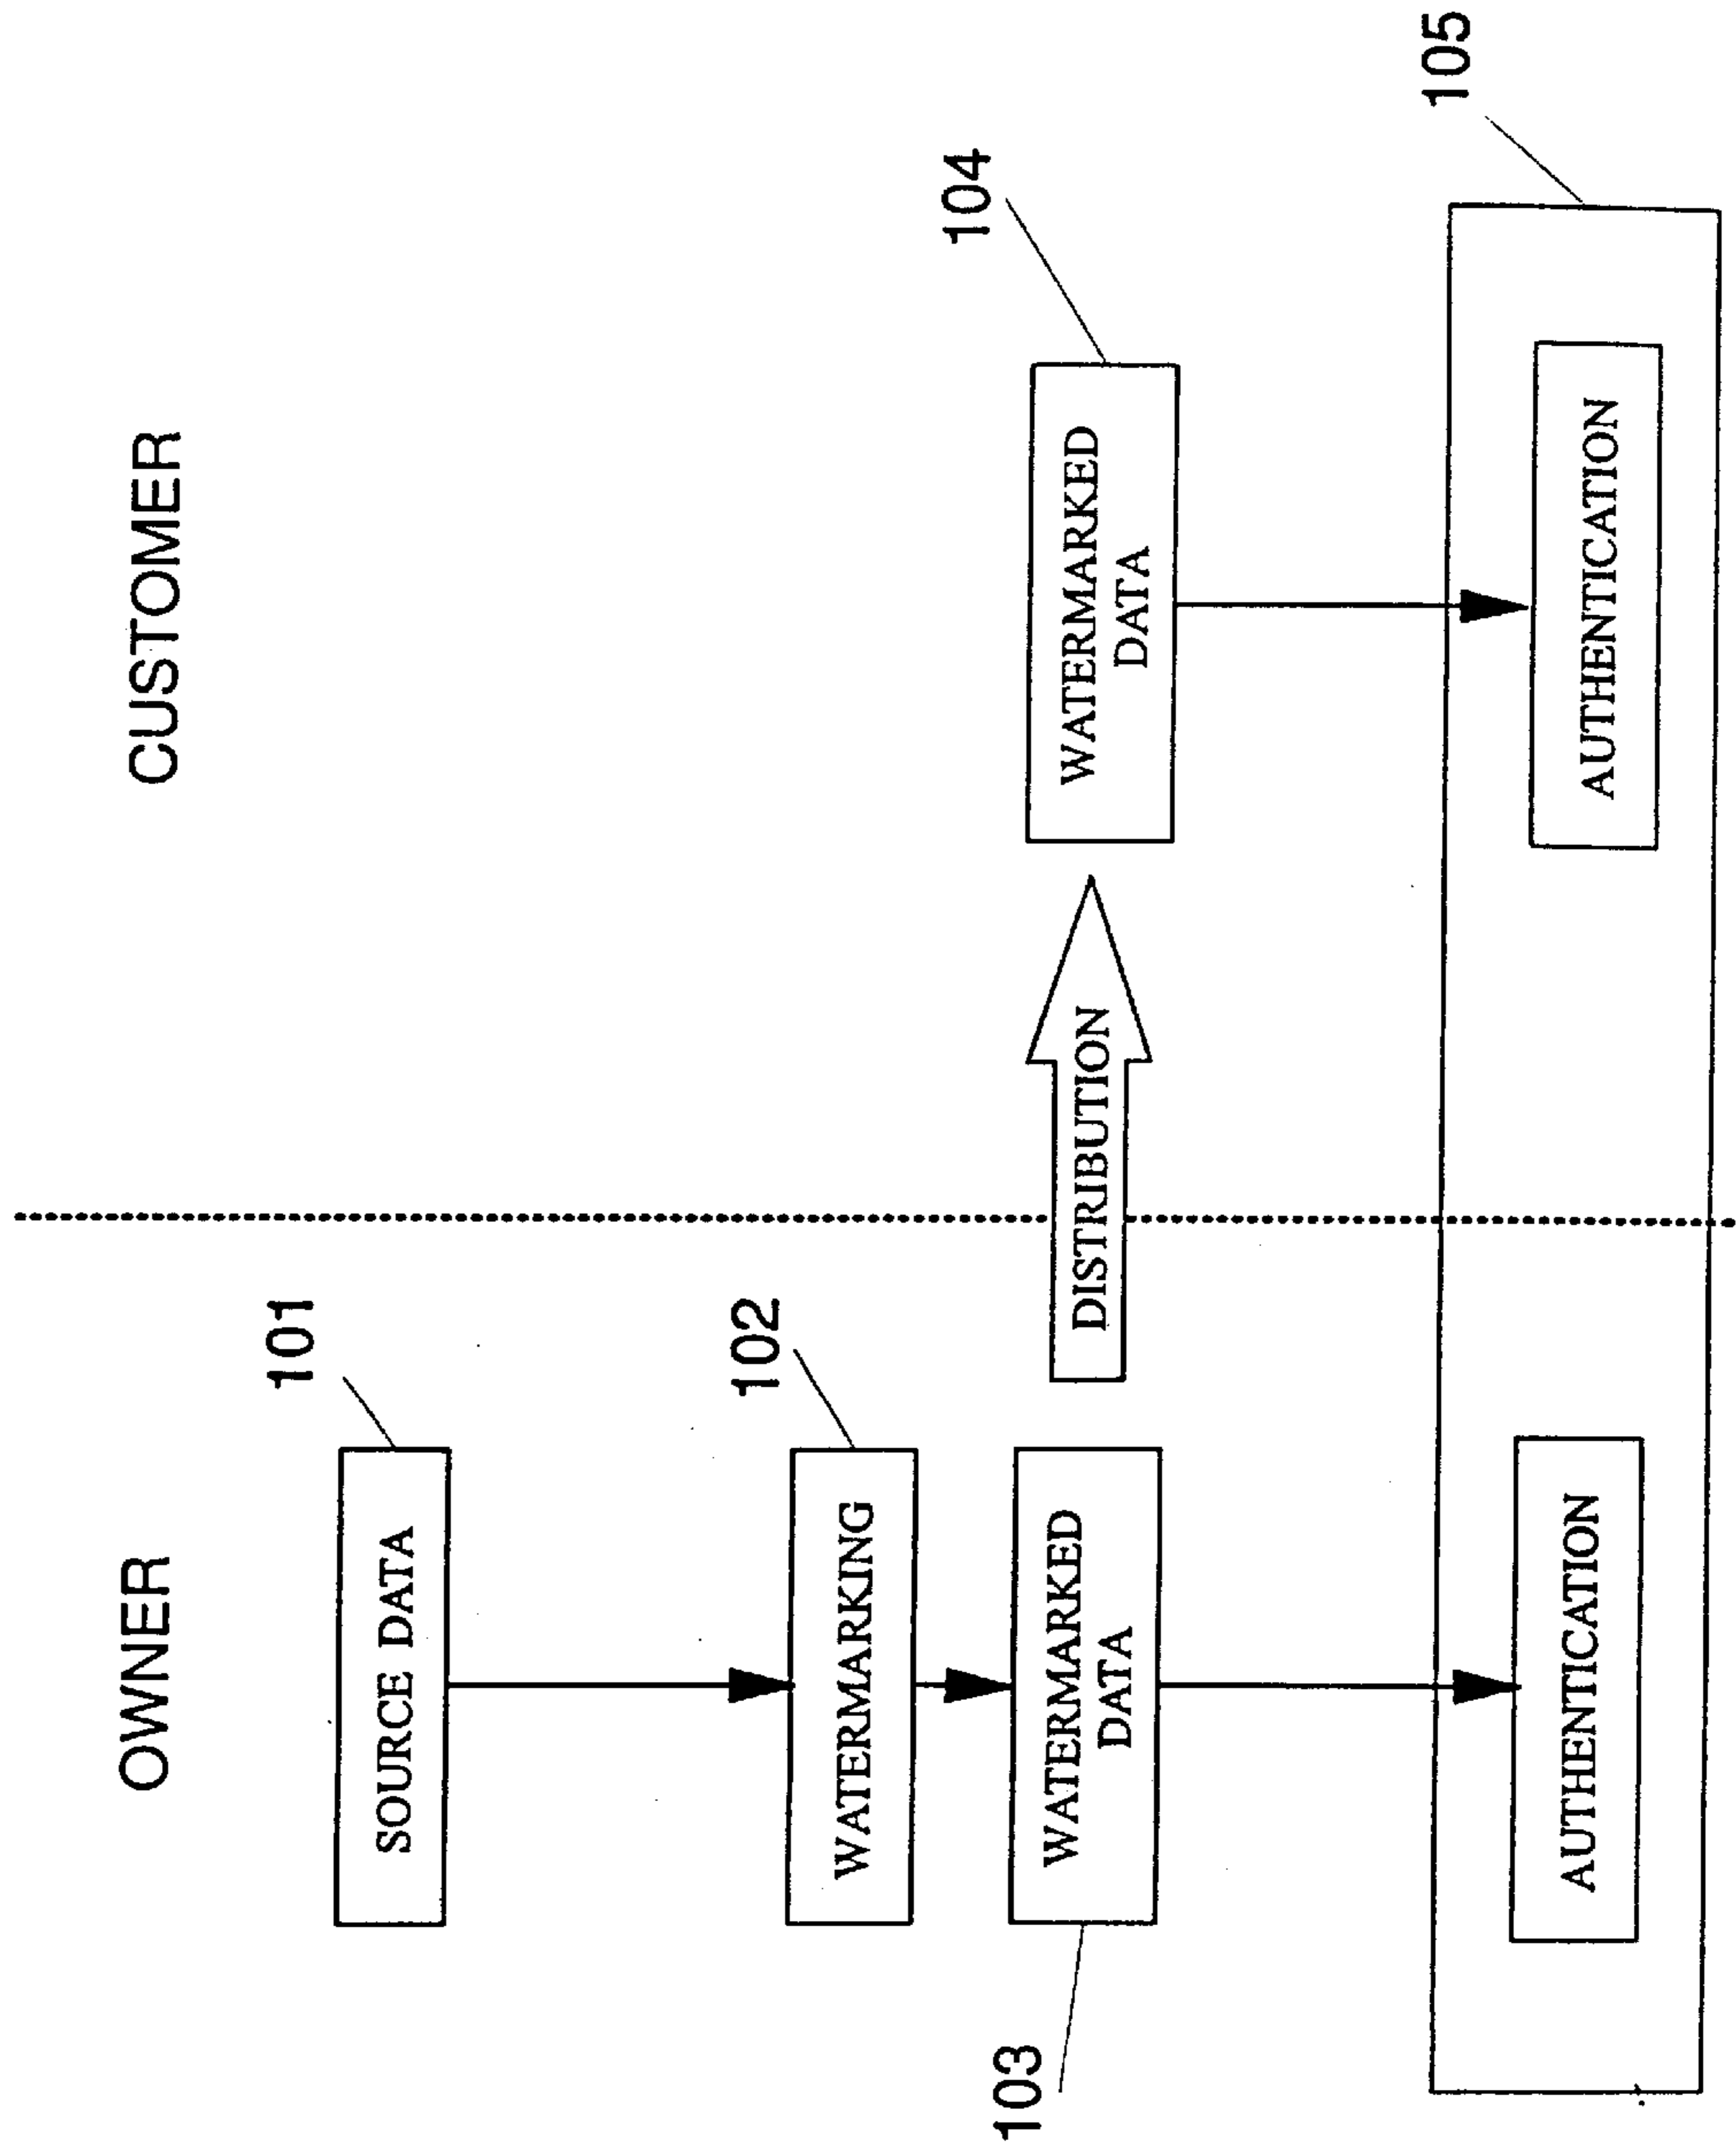 OWNER
CUSTOMER
101
SOURCE DATA
102
WATERMARKING
103
WATERMARKED
DATA
DISTRIBUTION
104
WATERMARKED
DATA
105
AUTHENTICATION
AUTHENTICATION